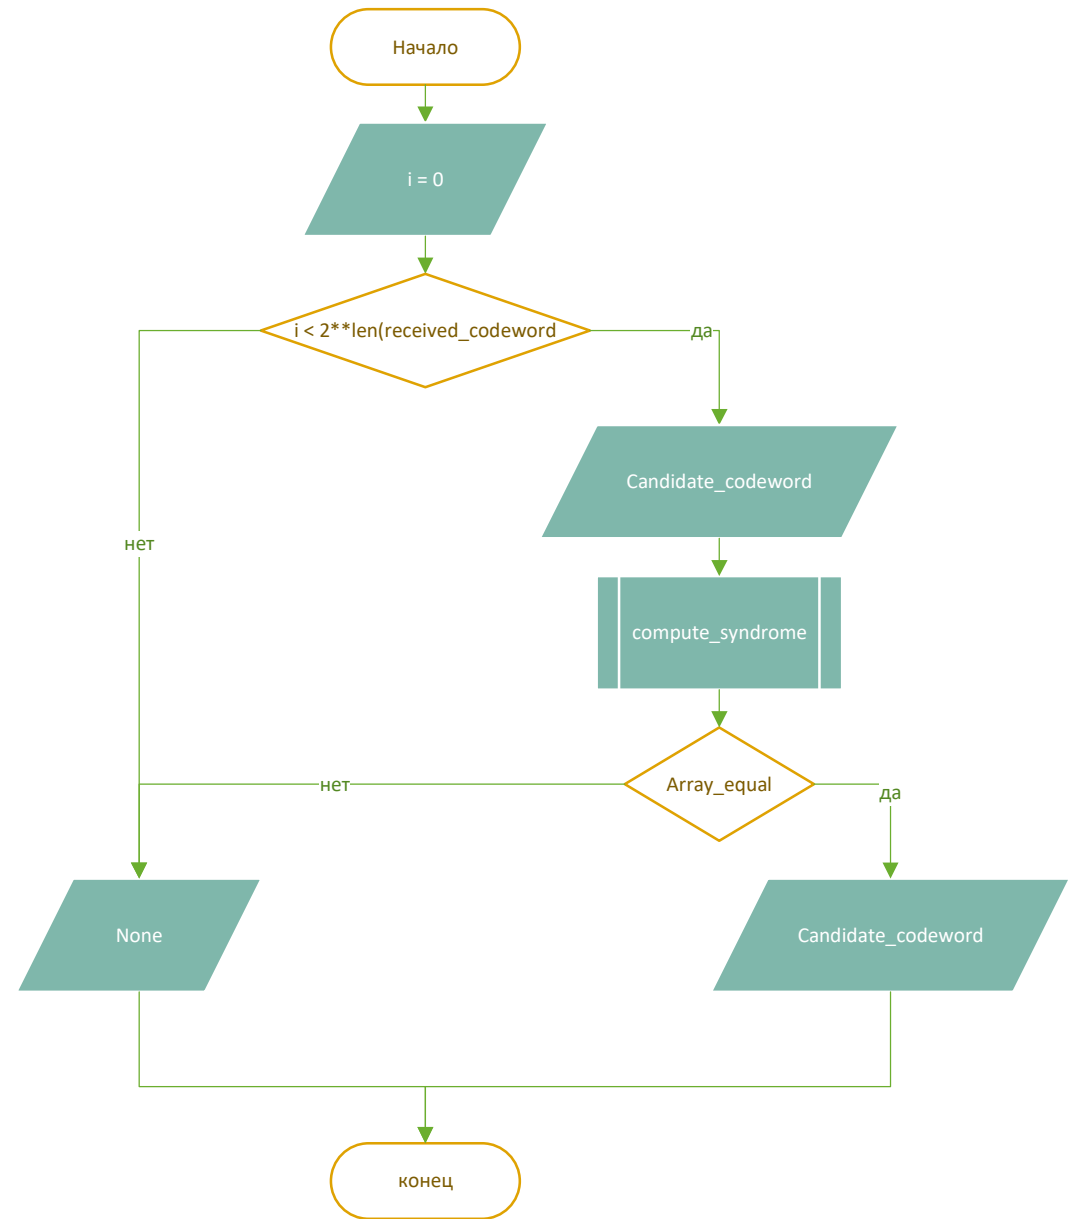 Начало
i = 0
i < 2**len(received_codeword
да
Candidate_codeword
нет
compute_syndrome
Array_equal
нет
да
None
Candidate_codeword
конец